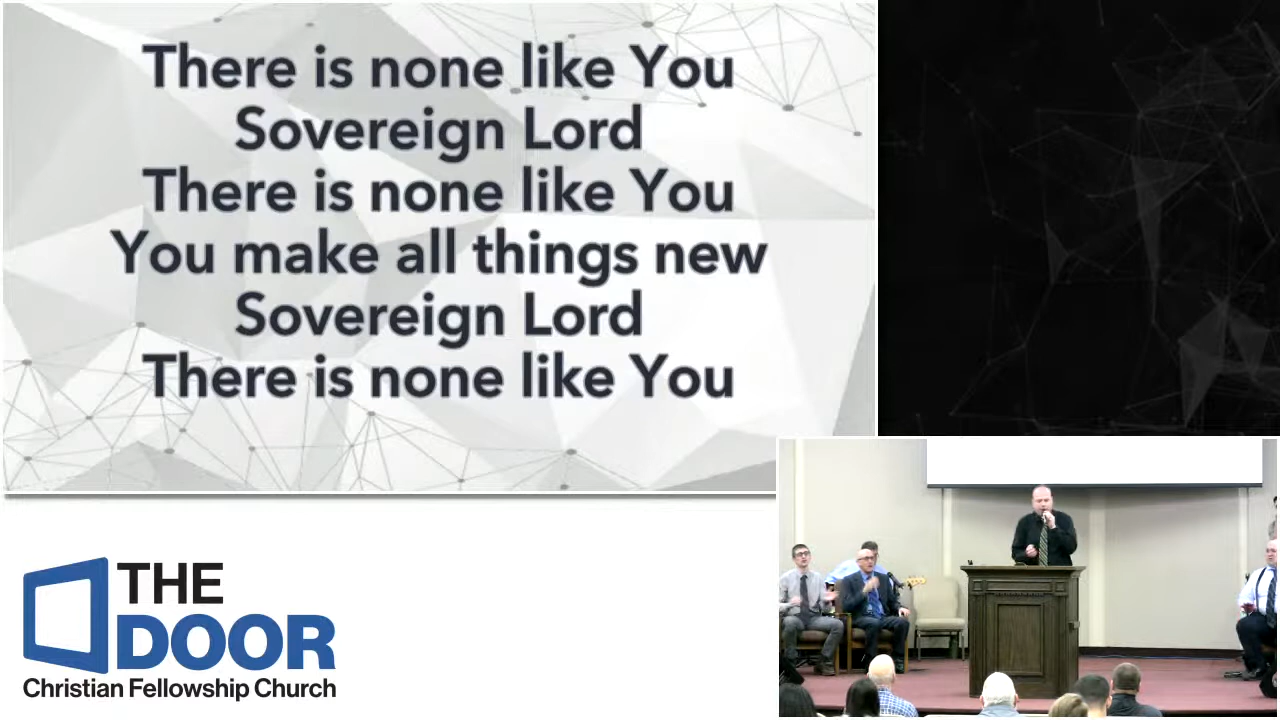 There is none like You
Sovereign Lord
There is none like You
You make all things new
Sovereign Lord
There is none like You
THE
DOOR
Christian Fellowship Church